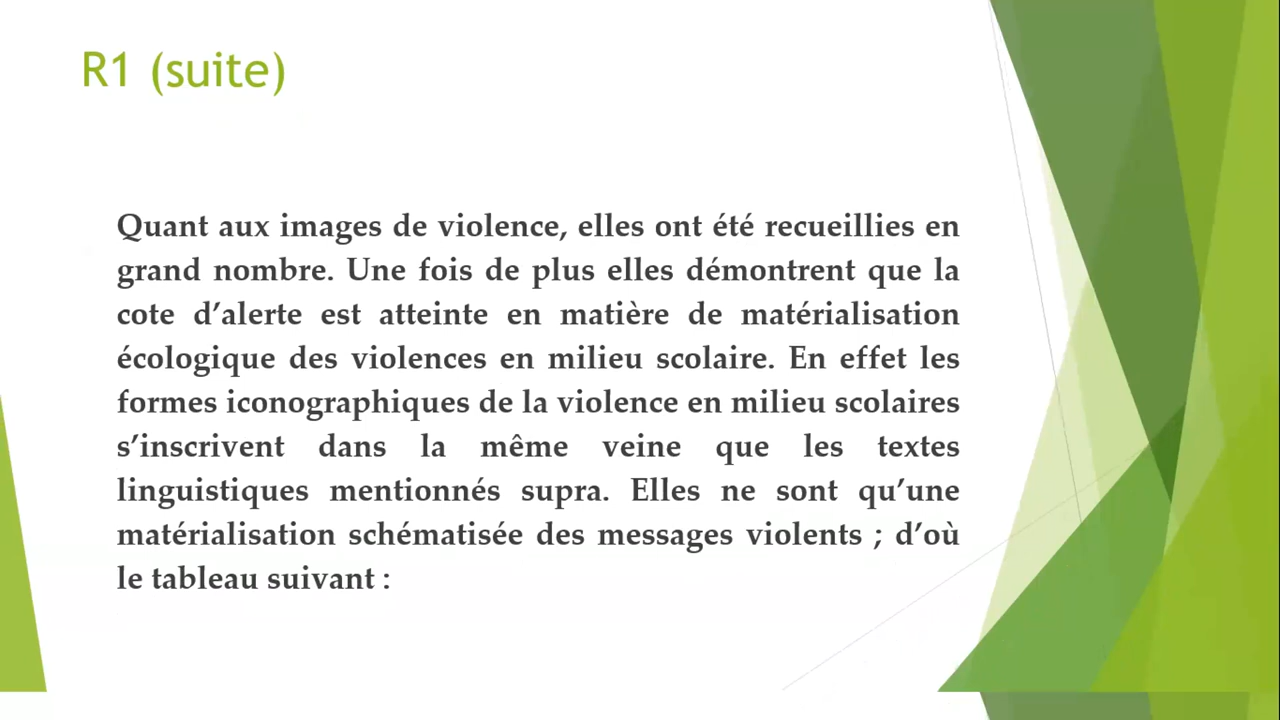 R1 (suite)
Quant aux images de violence, elles ont été recueillies en
grand nombre. Une fois de plus elles démontrent que la
cote d’alerte est atteinte en matière de matérialisation
écologique des violences en milieu scolaire. En effet les
formes iconographiques de la violence en milieu scolaires
s’inscrivent dans la même veine que les textes
linguistiques mentionnés supra. Elles ne sont qu’une
matérialisation schématisée des messages violents ; d’où
le tableau suivant :